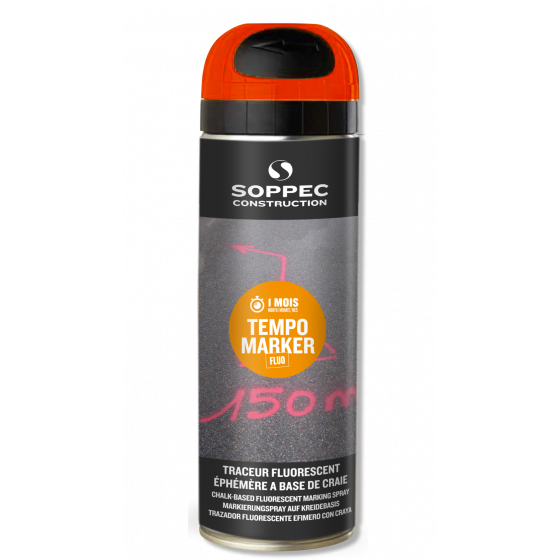 SOPPEC
CONSTRUCTION
1 MOIS
TEMPO
MARKER
FLUO
150 m
TRACEUR FLUORESCENT
ÉPHÉMÈRE A BASE DE CRAIE
CHALK-BASED FLUORESCENT MARKING SPRAY
MARKIERUNGSPRAY AUF KREIDEBASIS
TRAZADOR FLUORESCENTE EFIMERO CON CRAYA